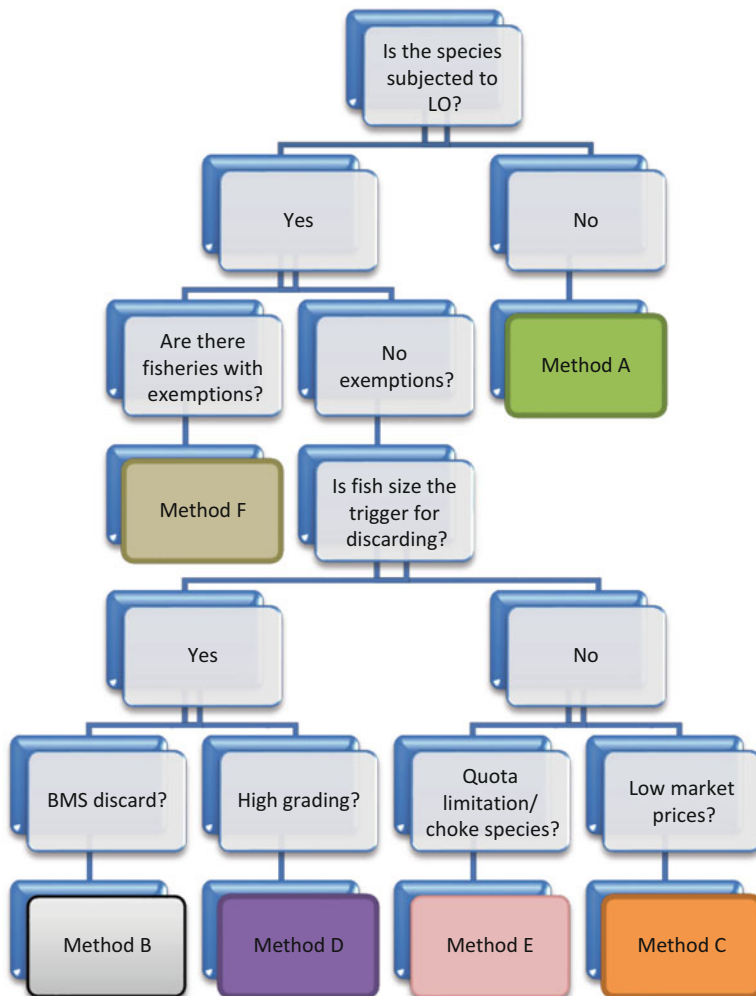 Is the species
subjected to
LO?
Yes
No
Are there
fisheries with
exemptions?
No
exemptions?
Method A
Method F
Is fish size the
trigger for
discarding?
Yes
No
BMS discard?
High grading?
Quota
limitation/
choke species?
Low market
prices?
Method B
Method D
Method E
Method C